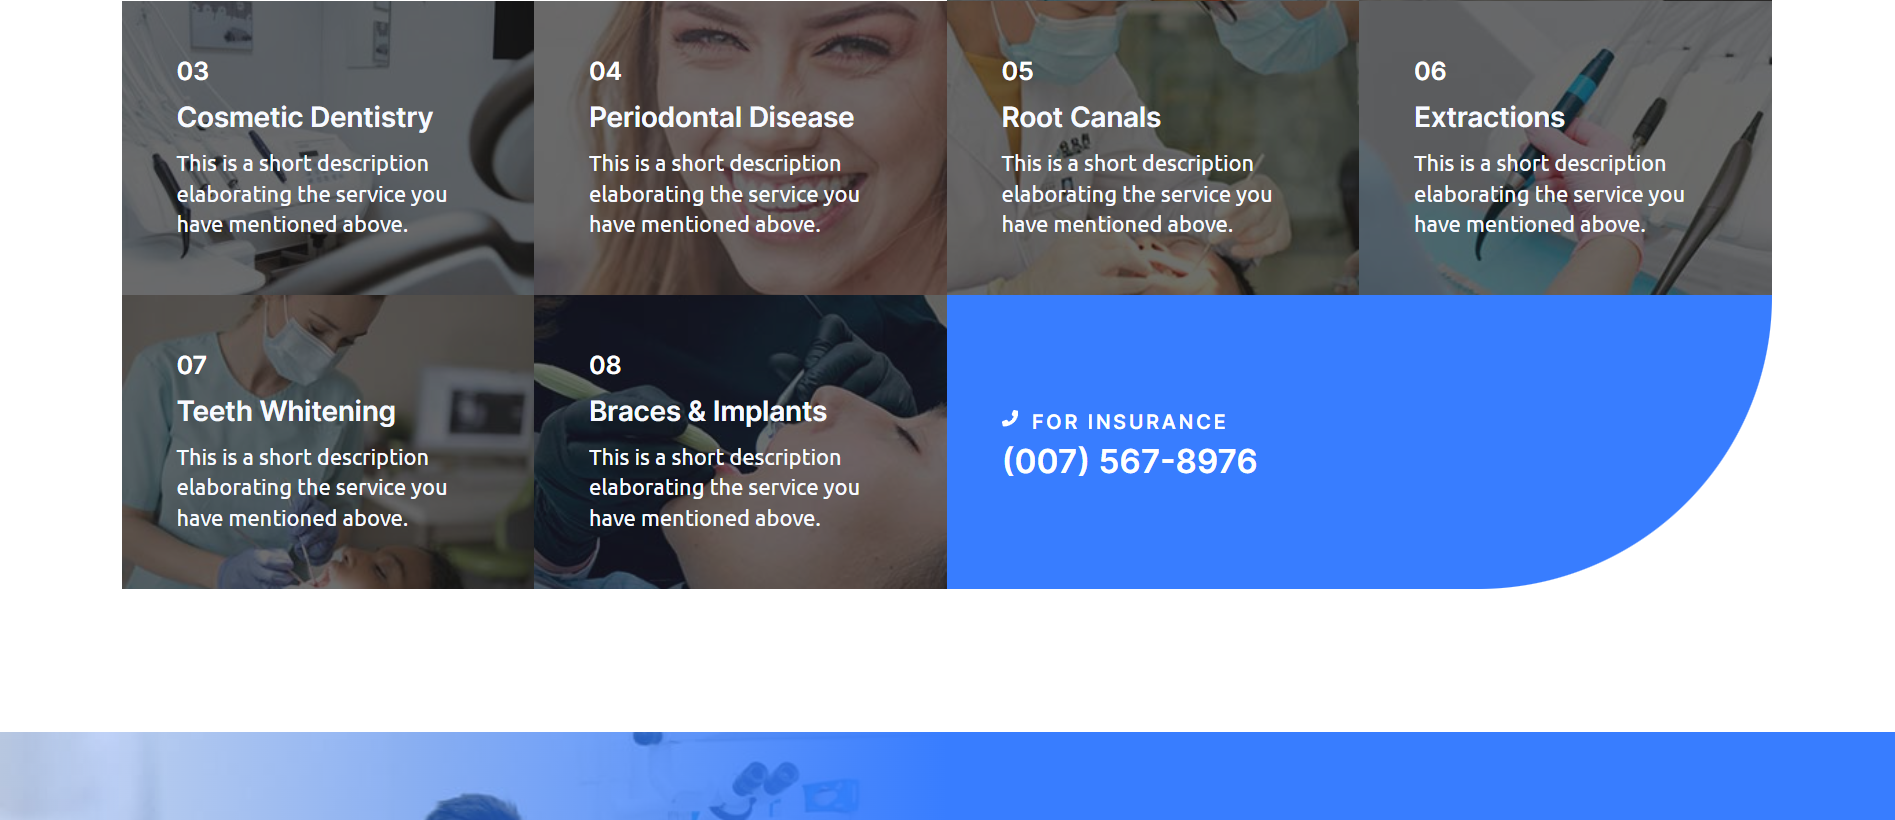 03
Cosmetic Dentistry
This is a short description
elaborating the service you
have mentioned above.
04
Periodontal Disease
This is a short description
elaborating the service you
have mentioned above.
05
Root Canals
This is a short description
elaborating the service you
have mentioned above.
06
Extractions
This is a short description
elaborating the service you
have mentioned above.
07
Teeth Whitening
This is a short description
elaborating the service you
have mentioned above.
08
Braces & Implants
This is a short description
elaborating the service you
have mentioned above.
FOR INSURANCE
(007) 567-8976